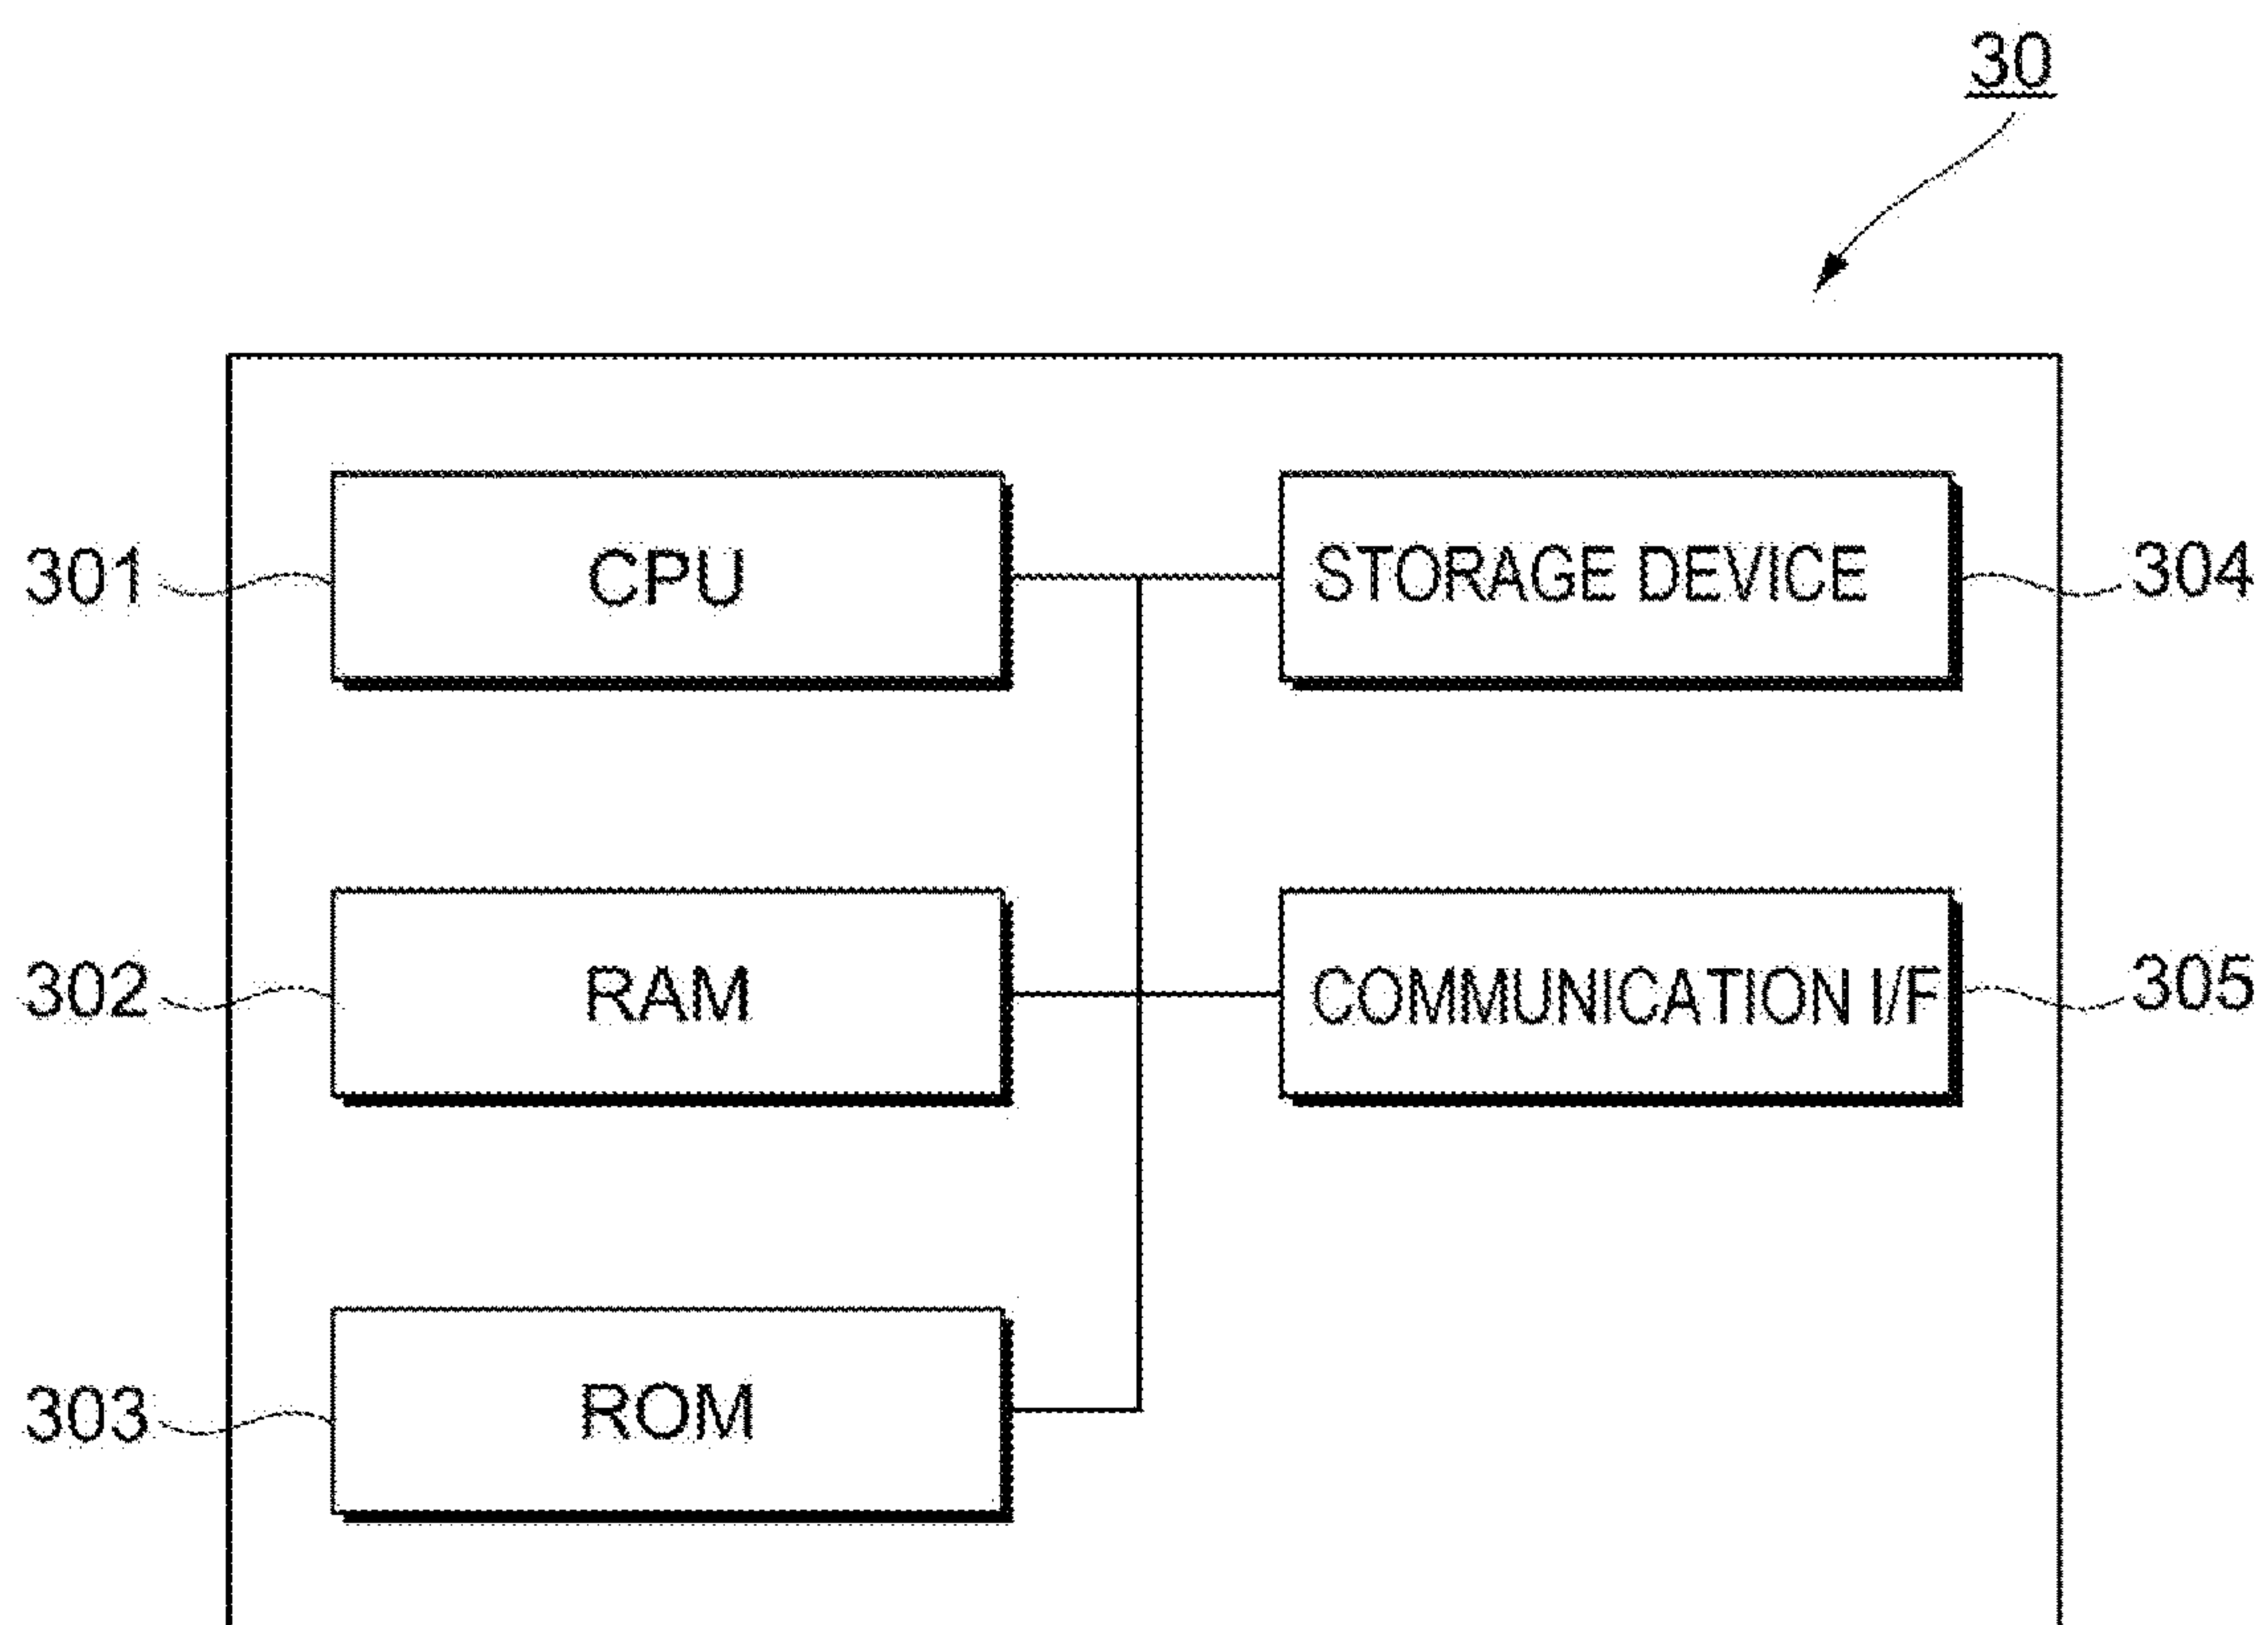 30
301
CPU
STORAGE DEVICE
304
302
RAM
COMMUNICATION I/F
305
303
ROM